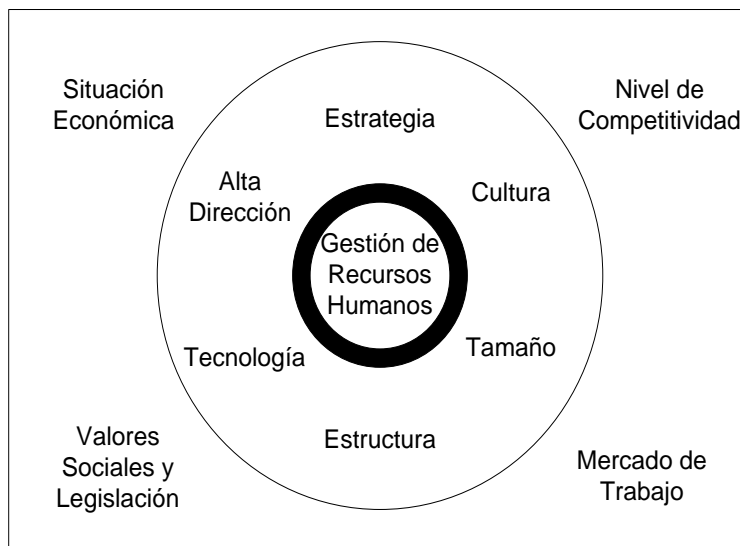 Situación
Económica
Nivel de
Competitividad
Estrategia
Alta
Dirección
Cultura
Gestión de
Recursos
Humanos
Tecnología
Tamaño
Estructura
Valores
Sociales y
Legislación
Mercado de
Trabajo